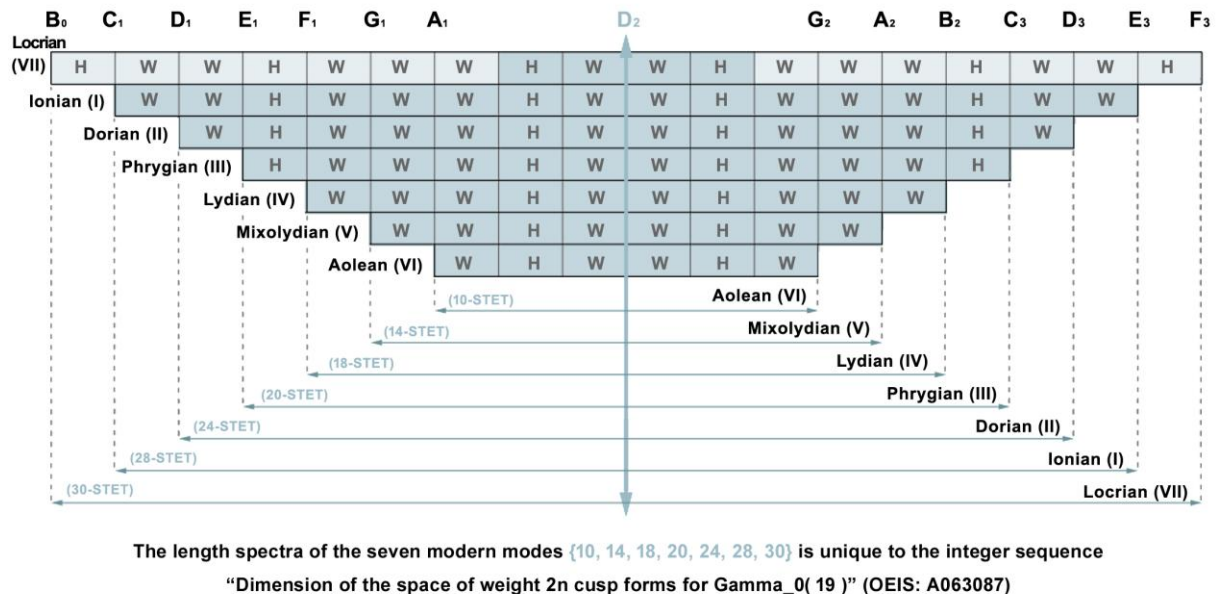 B₀ C₁ D₁ E₁ F₁ G₁ A₁ D₂ G₂ A₂ B₂ C₃ D₃ E₃ F₃
Locrian
(VII) H W W H W W W H W W H W W W H W W H
Ionian (I) W W H W W W H W W H W W W H W W
Dorian (II) W H W W W H W W H W W W H W
Phrygian (III) H W W W H W W H W W W H
Lydian (IV) W W W H W W H W W W
Mixolydian (V) W W H W W H W W
Aolean (VI) W H W W H W
(10-STET) Aolean (VI)
(14-STET) Mixolydian (V)
(18-STET) Lydian (IV)
(20-STET) Phrygian (III)
(24-STET) Dorian (II)
(28-STET) Ionian (I)
(30-STET) Locrian (VII)
The length spectra of the seven modern modes {10, 14, 18, 20, 24, 28, 30} is unique to the integer sequence
“Dimension of the space of weight 2n cusp forms for Gamma_0( 19 )” (OEIS: A063087)